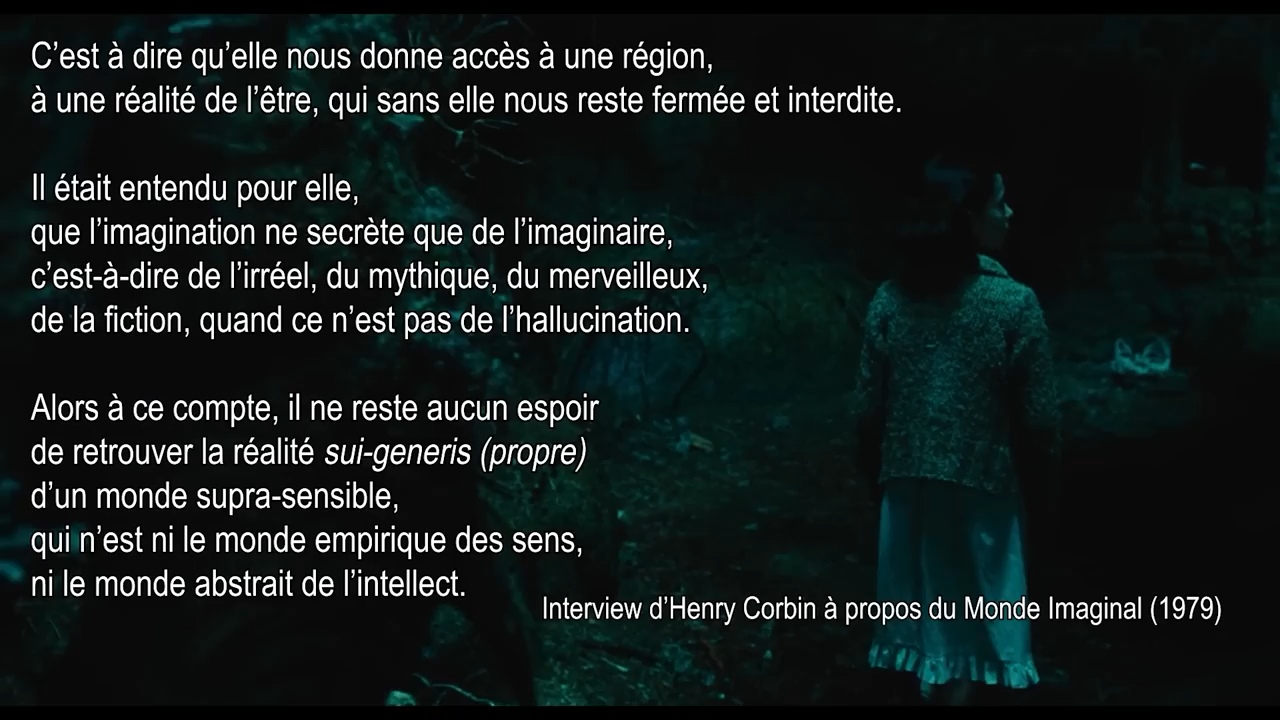 C’est à dire qu’elle nous donne accès à une région,
à une réalité de l’être, qui sans elle nous reste fermée et interdite.
Il était entendu pour elle,
que l’imagination ne secrète que de l’imaginaire,
c’est-à-dire de l’irréel, du mythique, du merveilleux,
de la fiction, quand ce n’est pas de l’hallucination.
Alors à ce compte, il ne reste aucun espoir
de retrouver la réalité sui-generis (propre)
d’un monde supra-sensible,
qui n’est ni le monde empirique des sens,
ni le monde abstrait de l’intellect.
Interview d’Henry Corbin à propos du Monde Imaginal (1979)